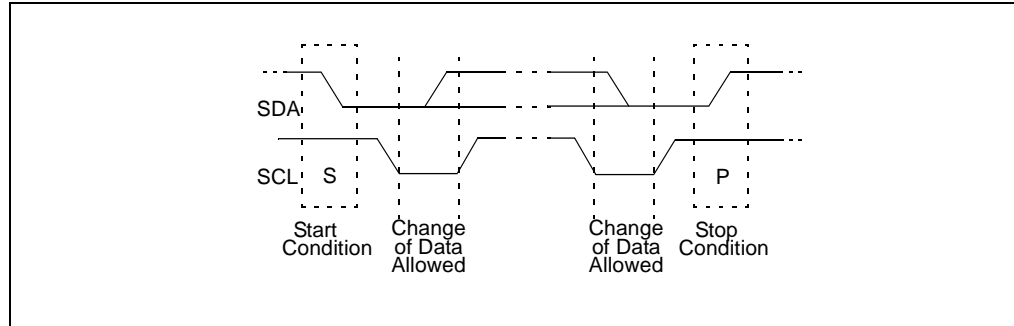 SDA
SCL
S
P
Start
Condition
Change
of Data
Allowed
Change
of Data
Allowed
Stop
Condition